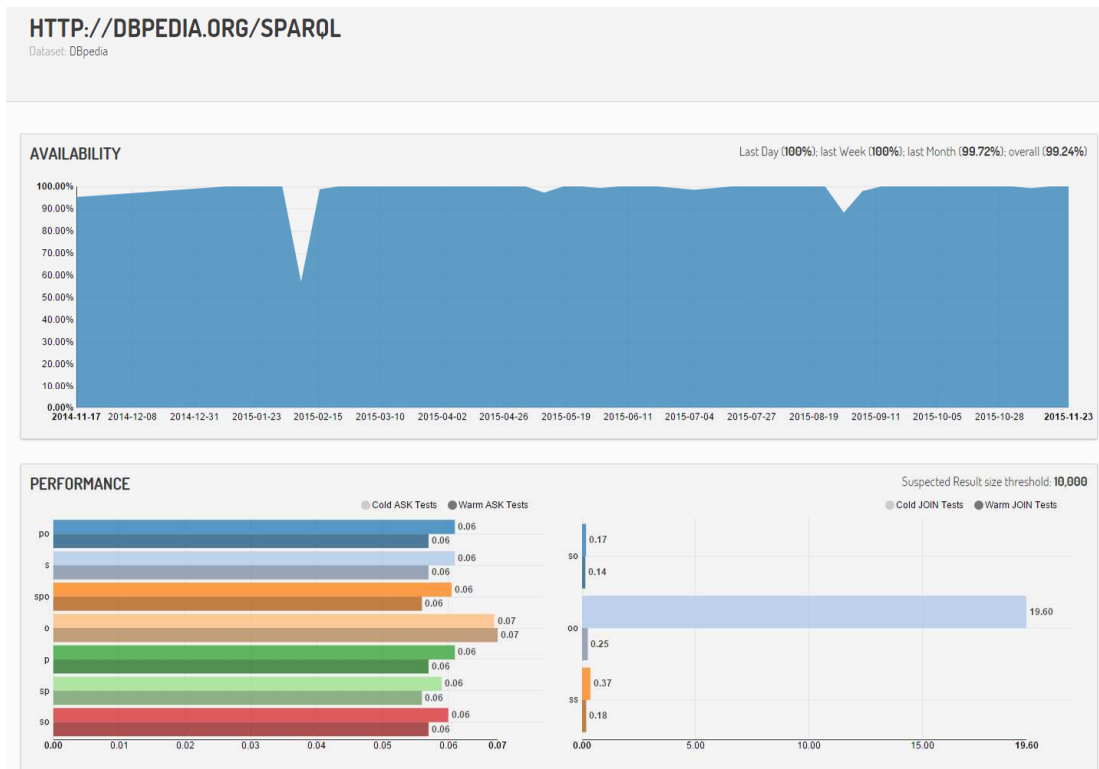 HTTP://DBPEDIA.ORG/SPARQL
Dataset: DBpedia
AVAILABILITY
Last Day (100%); last Week (100%); last Month (99.72%); overall (99.24%)
100.00%
90.00%
80.00%
70.00%
60.00%
50.00%
40.00%
30.00%
20.00%
10.00%
0.00%
2014-11-17 2014-12-08 2014-12-31 2015-01-23 2015-02-15 2015-03-10 2015-04-02 2015-04-26 2015-05-19 2015-06-11 2015-07-04 2015-07-27 2015-08-19 2015-09-11 2015-10-05 2015-10-28 2015-11-23
PERFORMANCE
Suspected Result size threshold: 10,000
Cold ASK Tests Warm ASK Tests
po 0.06
0.06
s 0.06
0.06
spo 0.06
0.06
o 0.07
0.07
p 0.06
0.06
sp 0.06
0.06
so 0.06
0.06
0.00 0.01 0.02 0.03 0.04 0.05 0.06 0.07
Cold JOIN Tests Warm JOIN Tests
so 0.17
0.14
oo 19.60
0.25
ss 0.37
0.18
0.00 5.00 10.00 15.00 19.60